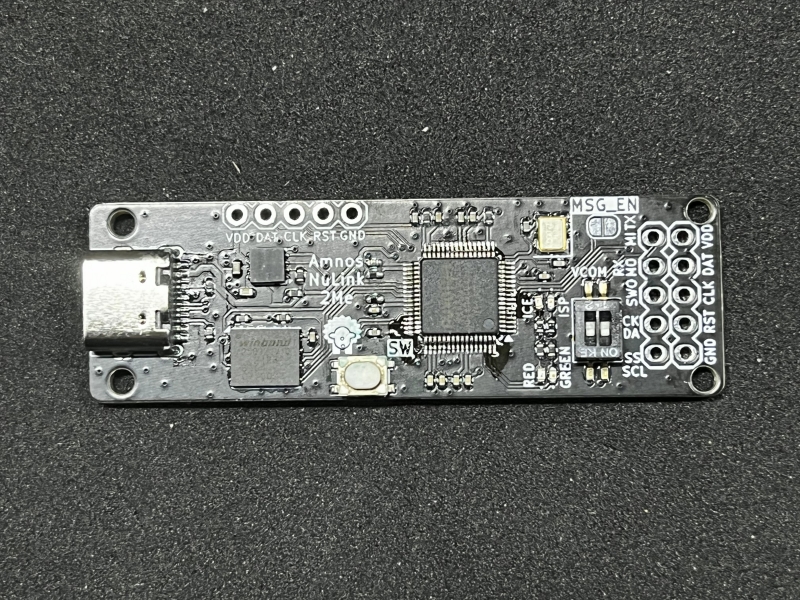 MSG_EN
VDD DAT CLK RST GND
Amnos
NuLink
2Me
VCOM
RX
TX
VDD
DAT
CLK
RST
GND
SWO
ICE
ISP
SW
RED
GREEN
winbond
ON KE
CK
DA
SS
SCL